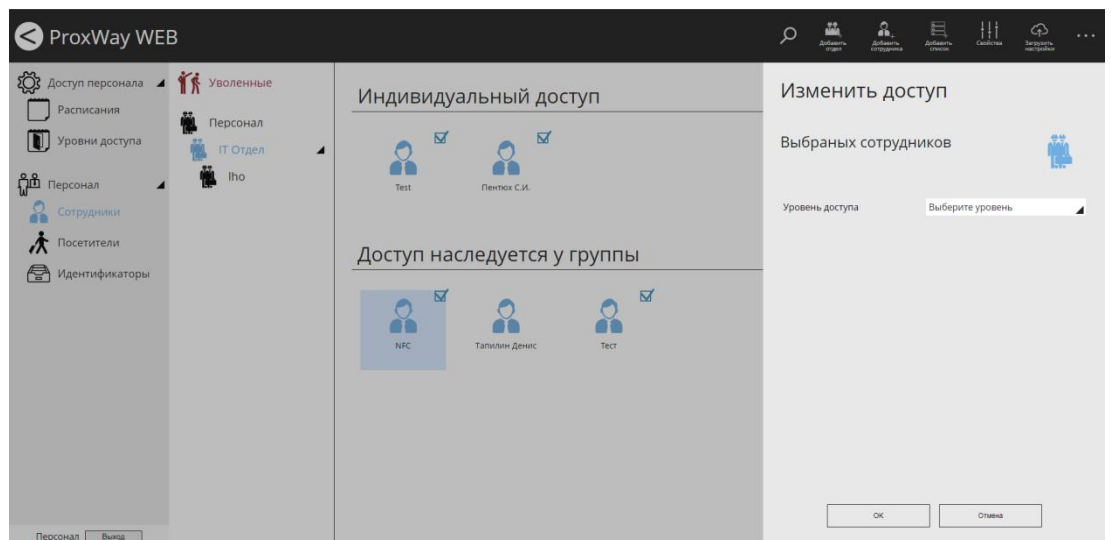 ProxWay WEB
Добавить отдел
Добавить сотрудника
Добавить список
Свойства
Загрузить настройки
Доступ персонала
Расписания
Уровни доступа
Персонал
Сотрудники
Посетители
Идентификаторы
Уволенные
Персонал
IT Отдел
Iho
Индивидуальный доступ
Test
Пентюх С.И.
Доступ наследуется у группы
NFC
Тапилин Денис
Тест
Изменить доступ
Выбраных сотрудников
Уровень доступа
Выберите уровень
OK
Отмена
Персонал
Выход